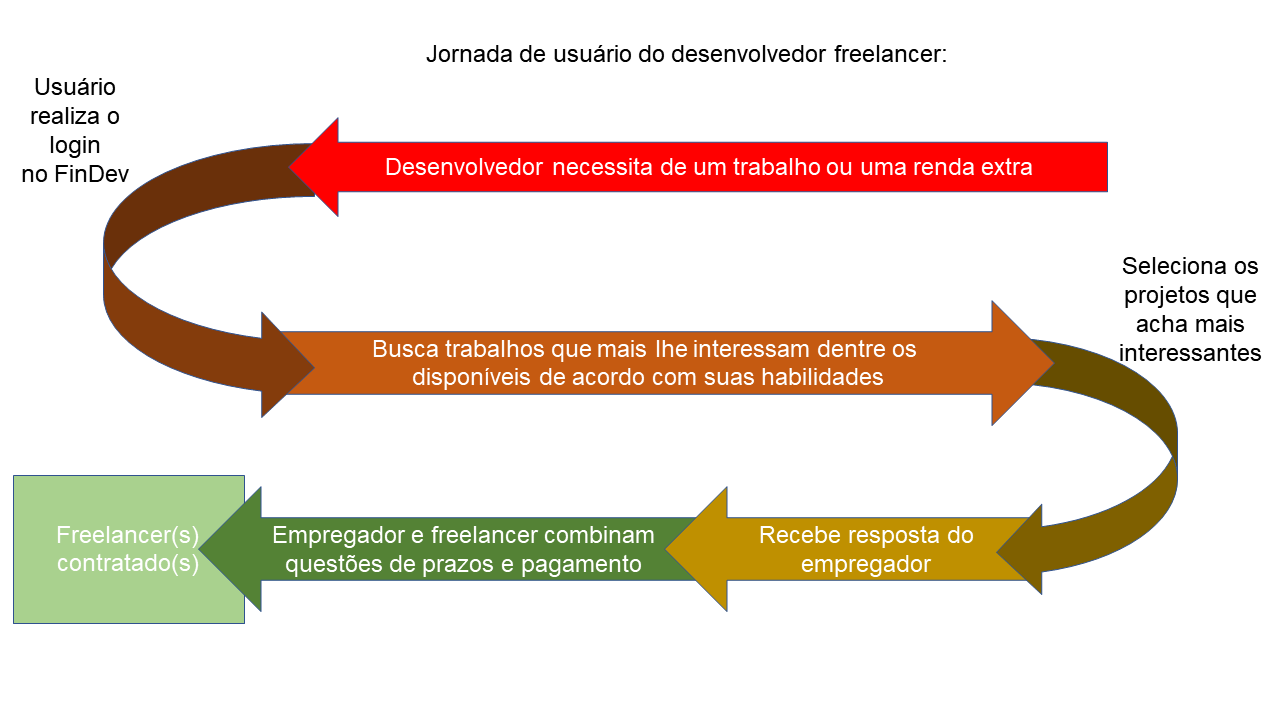 Jornada de usuário do desenvolvedor freelancer:
Desenvolvedor necessita de um trabalho ou uma renda extra
Usuário
realiza o
login
no FinDev
Busca trabalhos que mais lhe interessam dentre os
disponíveis de acordo com suas habilidades
Seleciona os
projetos que
acha mais
interessantes
Recebe resposta do
empregador
Empregador e freelancer combinam
questões de prazos e pagamento
Freelancer(s)
contratado(s)